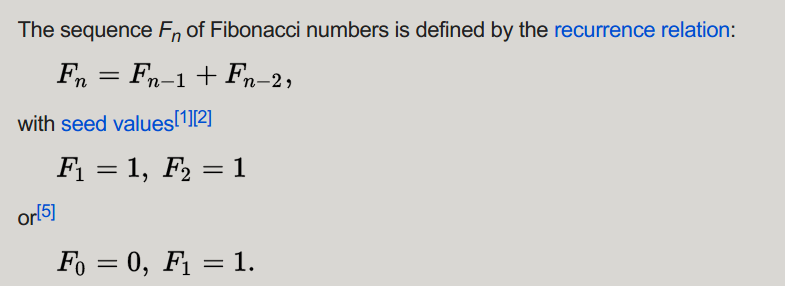 The sequence Fn of Fibonacci numbers is defined by the recurrence relation:
Fn = Fn−1 + Fn−2,
with seed values[1][2]
F1 = 1, F2 = 1
or[5]
F0 = 0, F1 = 1.